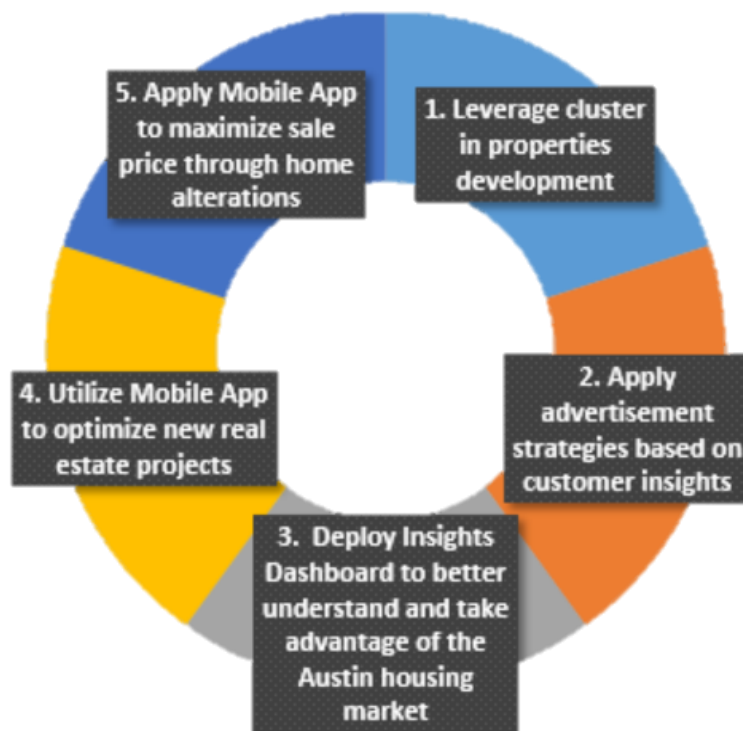 1. Leverage cluster
in properties
development
2. Apply
advertisement
strategies based on
customer insights
3. Deploy Insights
Dashboard to better
understand and take
advantage of the
Austin housing
market
4. Utilize Mobile App
to optimize new real
estate projects
5. Apply Mobile App
to maximize sale
price through home
alterations